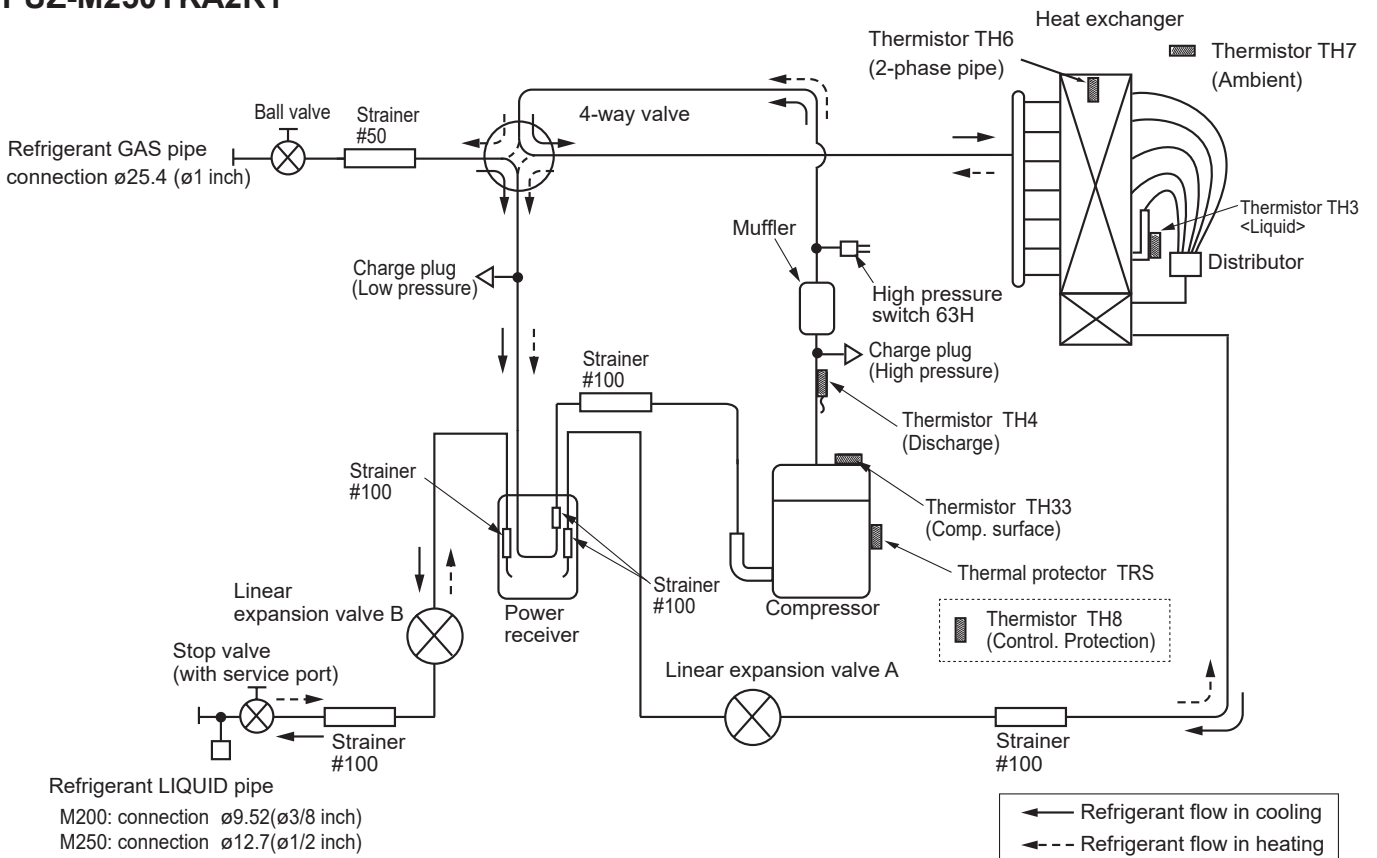 Heat exchanger
Thermistor TH6
(2-phase pipe)
Thermistor TH7
(Ambient)
Ball valve
Strainer
#50
4-way valve
Refrigerant GAS pipe
connection ø25.4 (ø1 inch)
Thermistor TH3
<Liquid>
Distributor
Muffler
Charge plug
(Low pressure)
High pressure
switch 63H
Charge plug
(High pressure)
Strainer
#100
Thermistor TH4
(Discharge)
Strainer
#100
Thermistor TH33
(Comp. surface)
Thermal protector TRS
Strainer
#100
Linear
expansion valve B
Power
receiver
Compressor
Thermistor TH8
(Control. Protection)
Stop valve
(with service port)
Linear expansion valve A
Strainer
#100
Strainer
#100
Refrigerant LIQUID pipe
M200: connection ø9.52(ø3/8 inch)
M250: connection ø12.7(ø1/2 inch)
Refrigerant flow in cooling
Refrigerant flow in heating